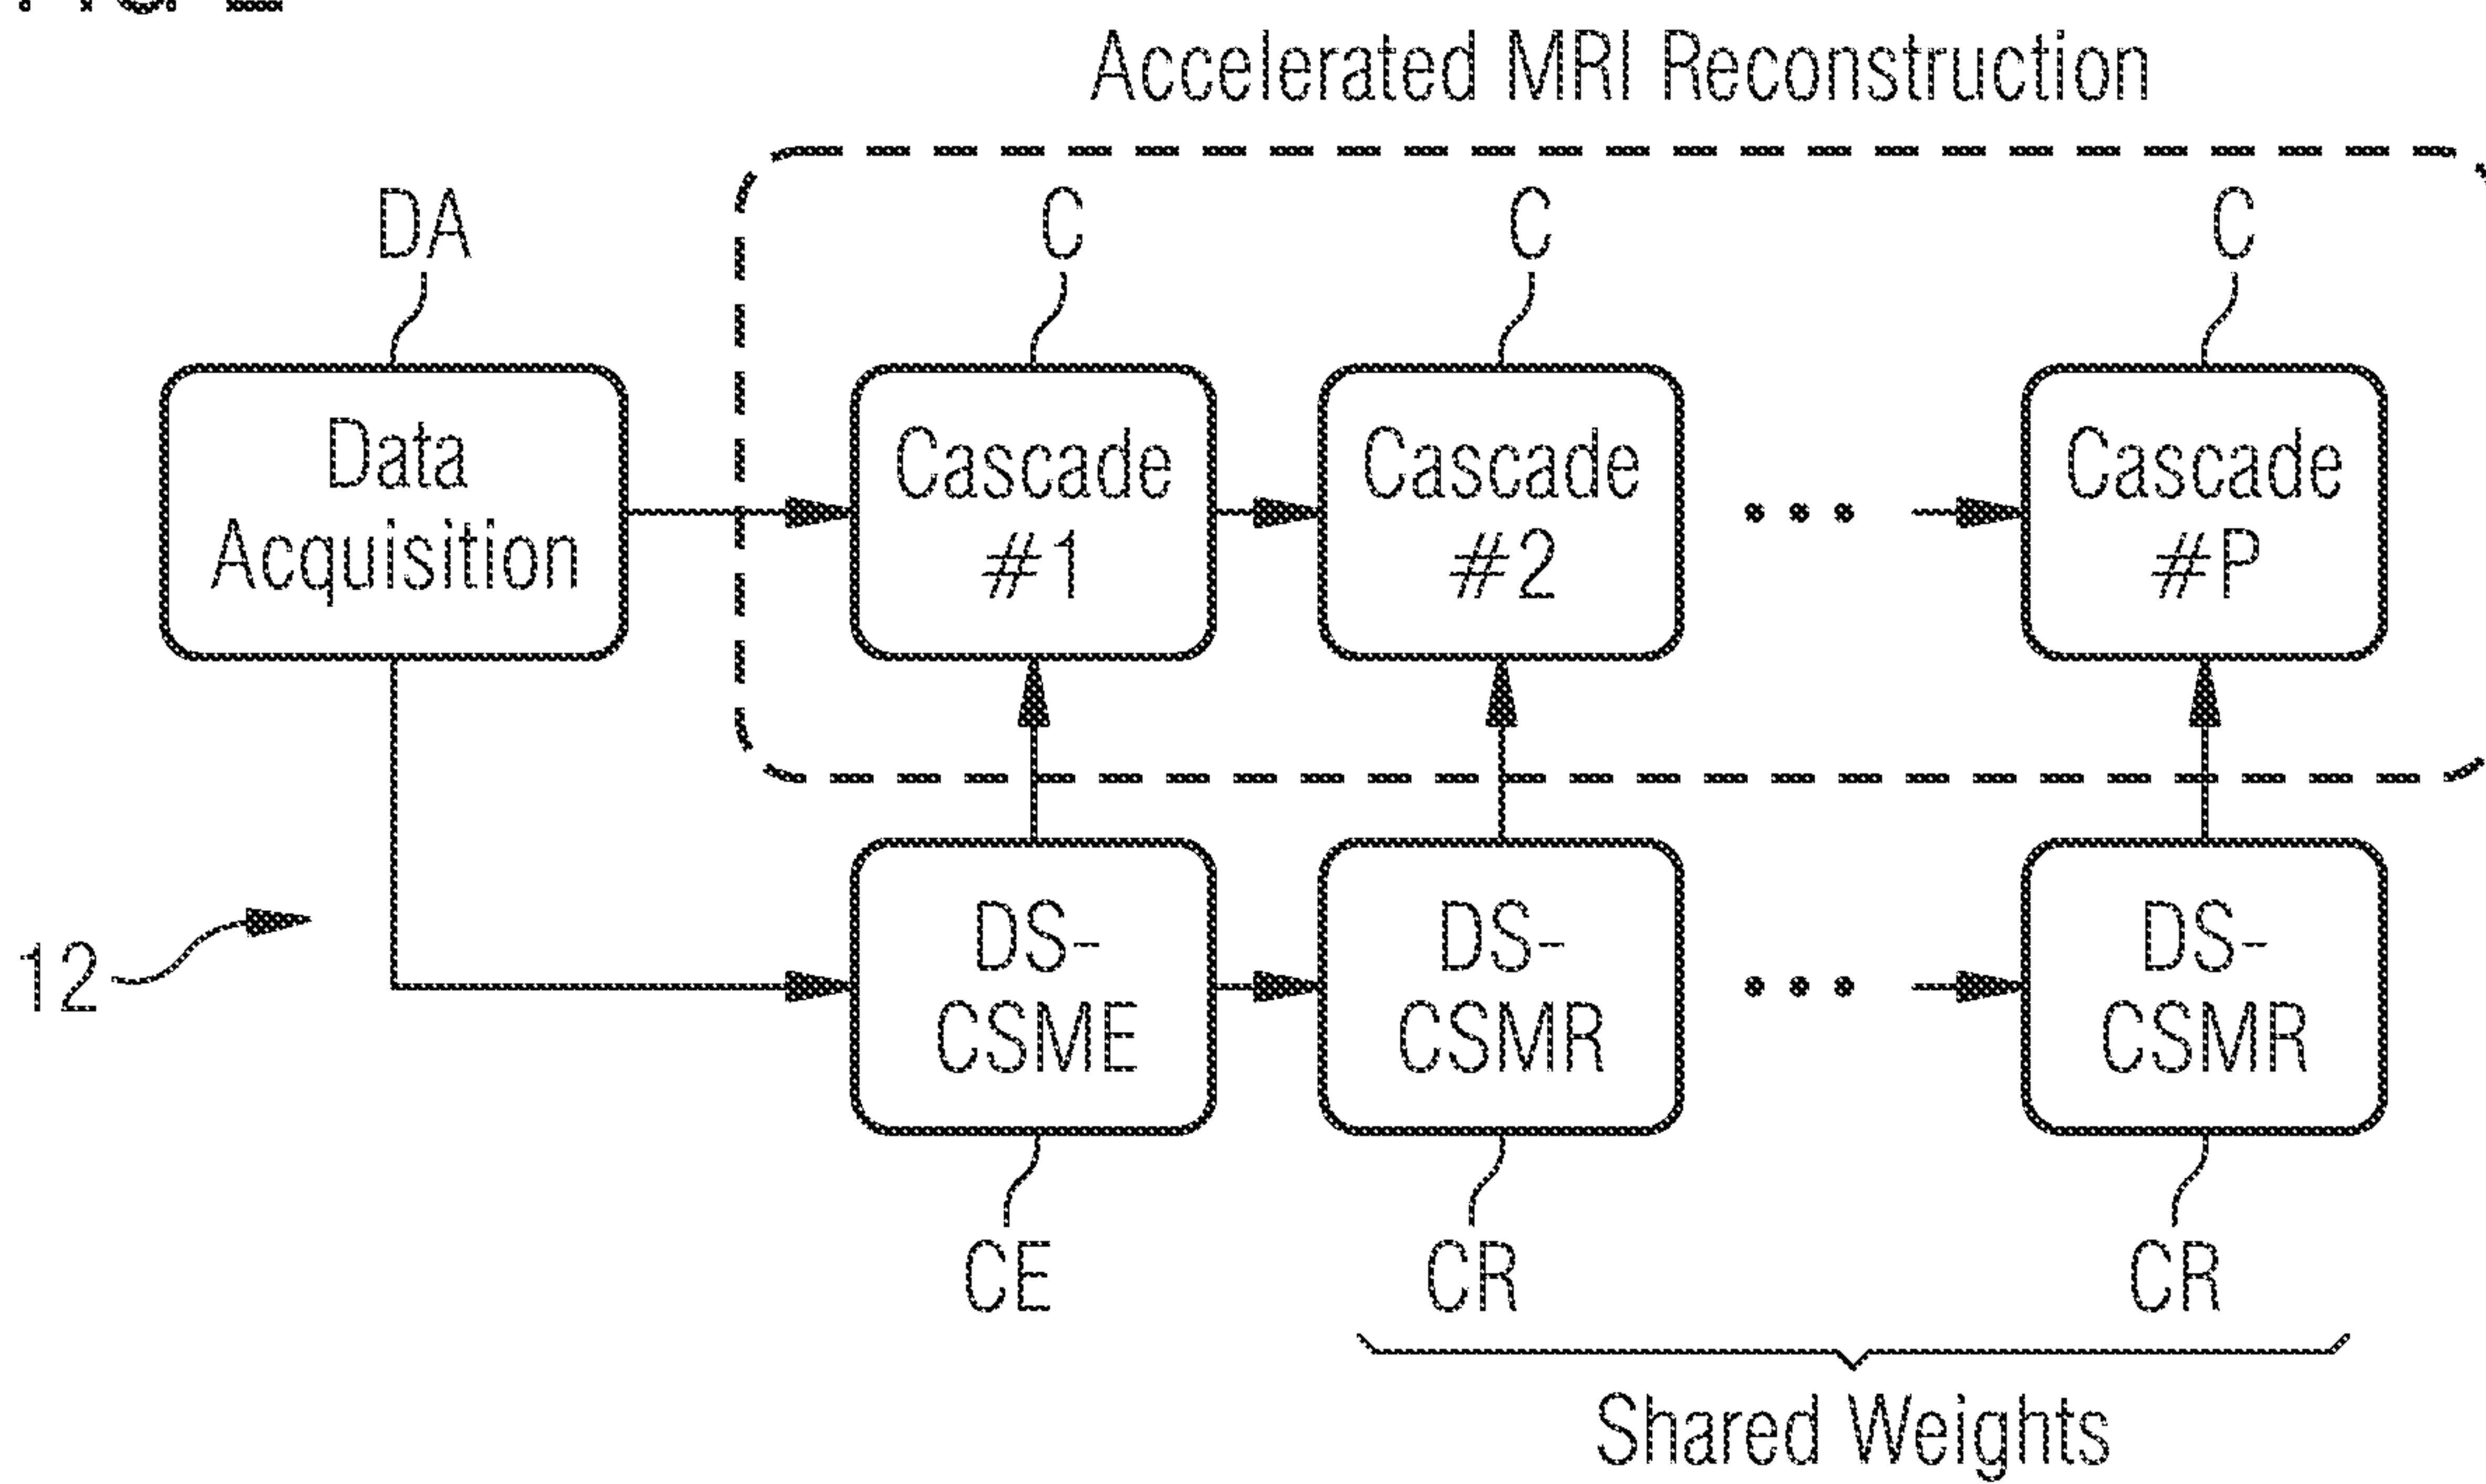 Accelerated MRI Reconstruction
DA
C
C
C
Data
Acquisition
Cascade
#1
Cascade
#2
Cascade
#P
12
DS-
CSME
DS-
CSMR
DS-
CSMR
CE
CR
CR
Shared Weights